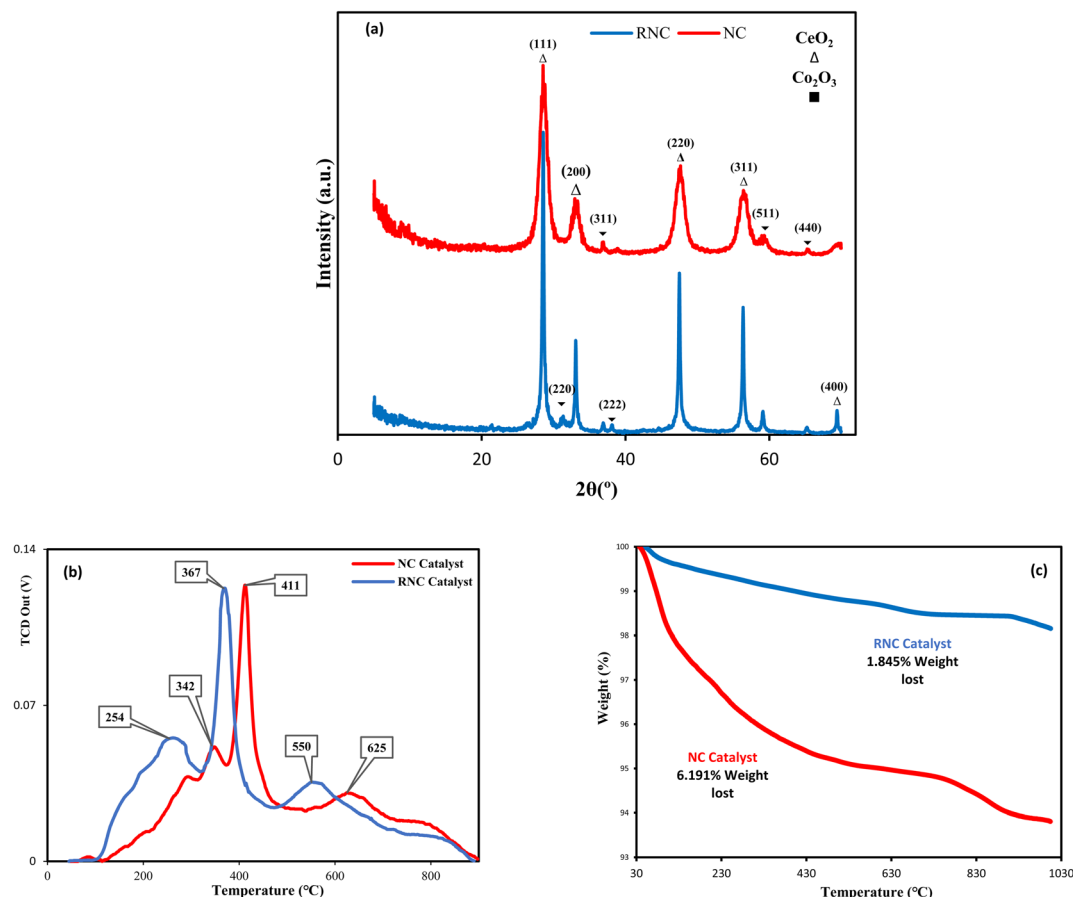 (a)
RNC
NC
CeO₂
Δ
Co₂O₃
■
(111)
Δ
(200)
Δ
(311)
(220)
Δ
(311)
Δ
(511)
(440)
(220)
(222)
(400)
Δ
Intensity (a.u.)
0
20
40
60
2θ(°)
(b)
NC Catalyst
RNC Catalyst
0.14
0.07
0
TCD Out (V)
367
411
342
254
550
625
0
200
400
600
800
Temperature (°C)
(c)
100
99
98
97
96
95
94
93
Weight (%)
RNC Catalyst
1.845% Weight
lost
NC Catalyst
6.191% Weight
lost
30
230
430
630
830
1030
Temperature (°C)